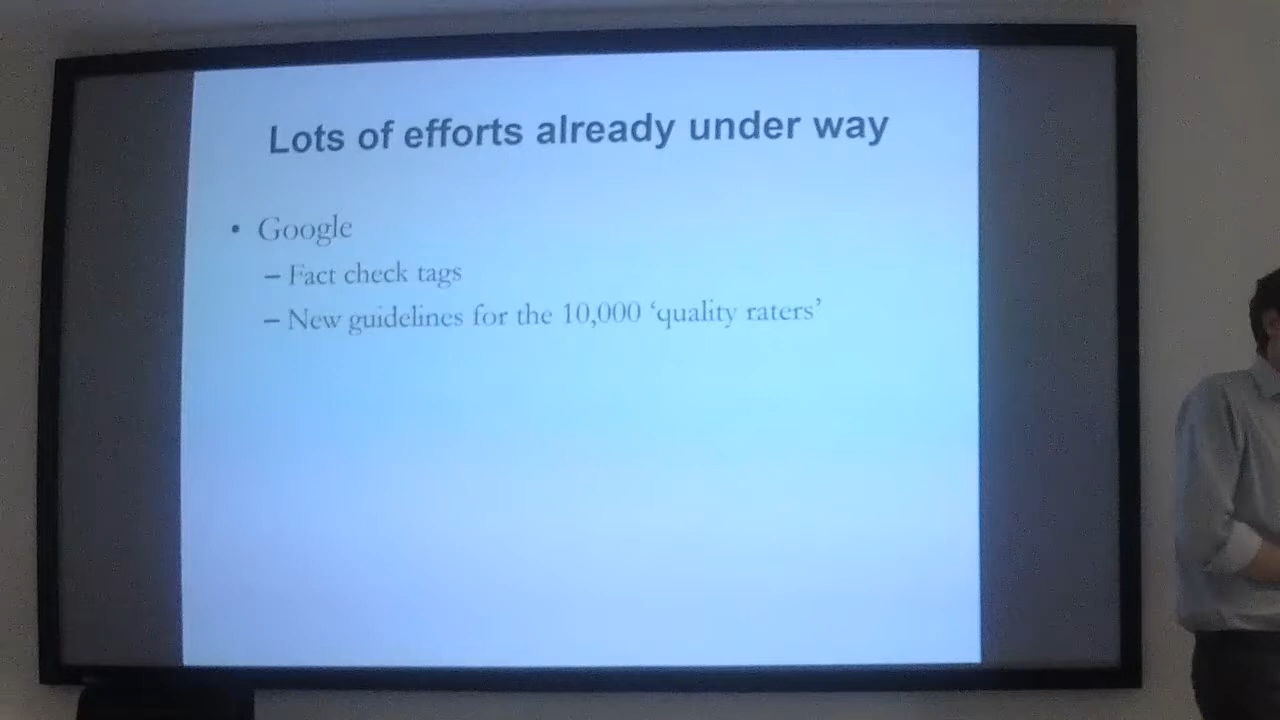 Lots of efforts already under way
• Google
– Fact check tags
– New guidelines for the 10,000 ‘quality raters’